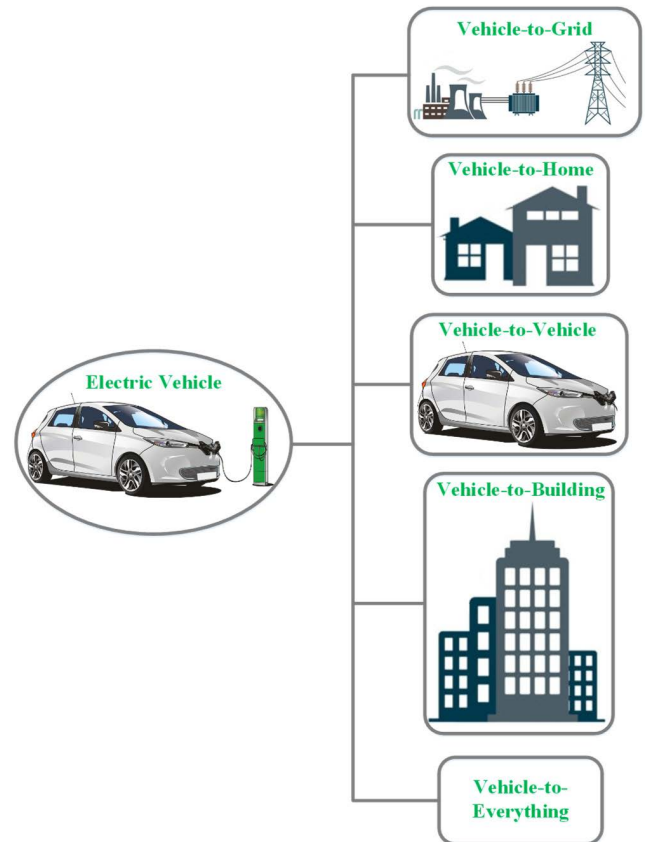 Vehicle-to-Grid
Vehicle-to-Home
Vehicle-to-Vehicle
Electric Vehicle
Vehicle-to-Building
Vehicle-to-
Everything